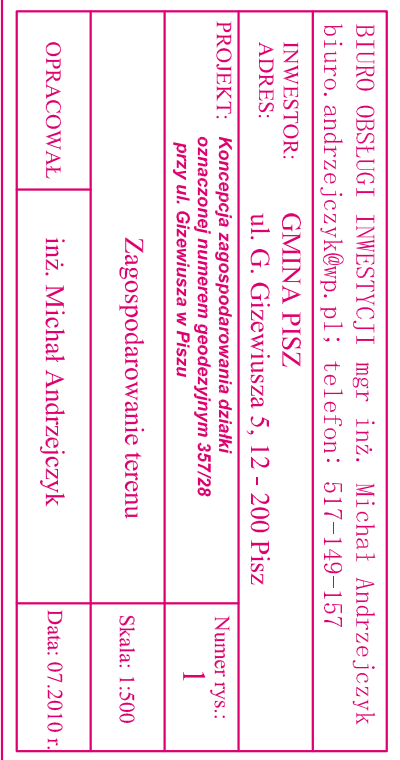 BIURO OBSŁUGI INWESTYCJI mgr inż. Michał Andrzejczyk
biuro.andrzejczyk@wp.pl; telefon: 517-149-157
INWESTOR: GMINA PISZ
ADRES: ul. G. Gizewiusza 5, 12 - 200 Pisz
PROJEKT: Koncepcja zagospodarowania działki
oznaczonej numerem geodezyjnym 357/28
przy ul. Gizewiusza w Piszu
Numer rys.:
1
Zagospodarowanie terenu
Skala: 1:500
OPRACOWAŁ
inż. Michał Andrzejczyk
Data: 07.2010 r.